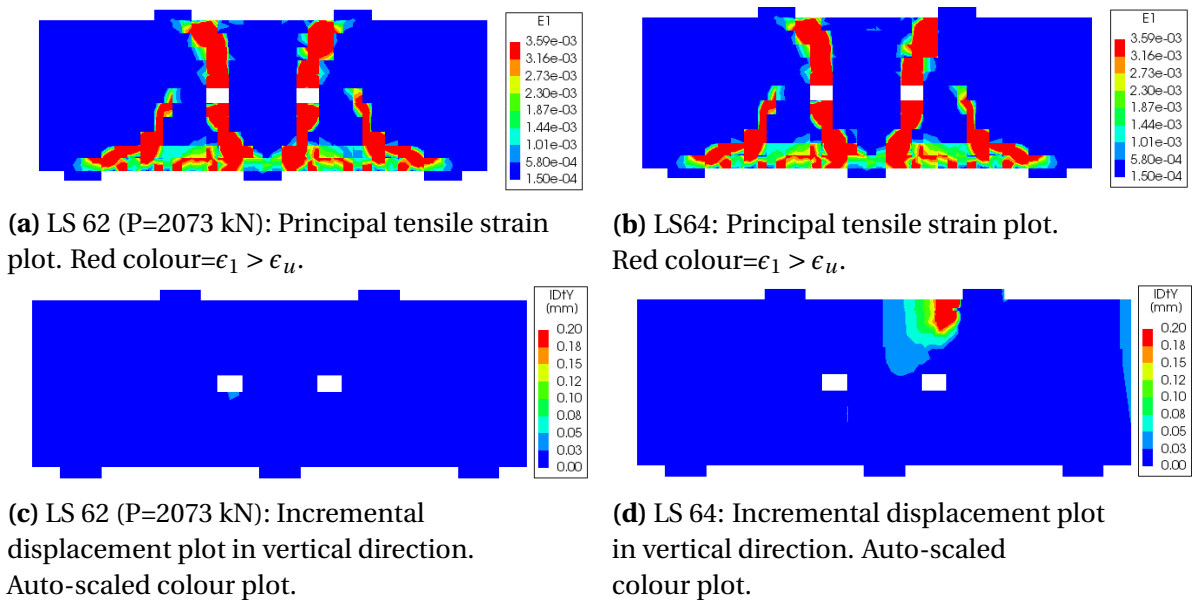 E1
3.59e-03
3.16e-03
2.73e-03
2.30e-03
1.87e-03
1.44e-03
1.01e-03
5.80e-04
1.50e-04
E1
3.59e-03
3.16e-03
2.73e-03
2.30e-03
1.87e-03
1.44e-03
1.01e-03
5.80e-04
1.50e-04
(a) LS 62 (P=2073 kN): Principal tensile strain
plot. Red colour=ϵ₁ > ϵᵤ.
(b) LS64: Principal tensile strain plot.
Red colour=ϵ₁ > ϵᵤ.
IDtY
(mm)
0.20
0.18
0.15
0.12
0.10
0.08
0.05
0.03
0.00
IDtY
(mm)
0.20
0.18
0.15
0.12
0.10
0.08
0.05
0.03
0.00
(c) LS 62 (P=2073 kN): Incremental
displacement plot in vertical direction.
Auto-scaled colour plot.
(d) LS 64: Incremental displacement plot
in vertical direction. Auto-scaled
colour plot.